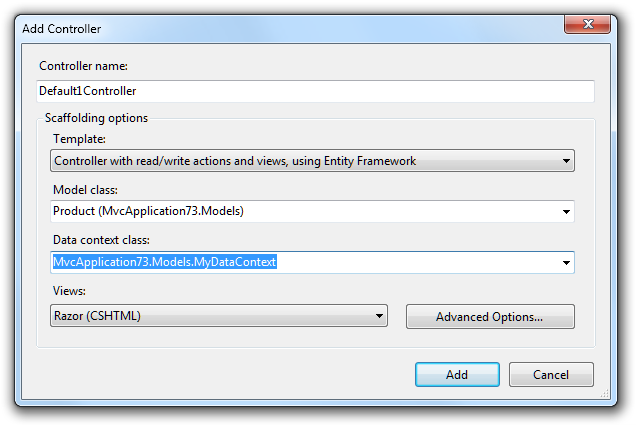 Add Controller
Controller name:
Default1Controller
Scaffolding options
Template:
Controller with read/write actions and views, using Entity Framework
Model class:
Product (MvcApplication73.Models)
Data context class:
MvcApplication73.Models.MyDataContext
Views:
Razor (CSHTML)
Advanced Options...
Add
Cancel